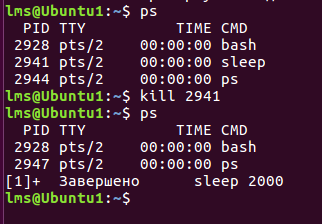 lms@Ubuntu1:~$ ps
  PID TTY          TIME CMD
 2928 pts/2    00:00:00 bash
 2941 pts/2    00:00:00 sleep
 2944 pts/2    00:00:00 ps
lms@Ubuntu1:~$ kill 2941
lms@Ubuntu1:~$ ps
  PID TTY          TIME CMD
 2928 pts/2    00:00:00 bash
 2947 pts/2    00:00:00 ps
[1]+  Завершено      sleep 2000
lms@Ubuntu1:~$